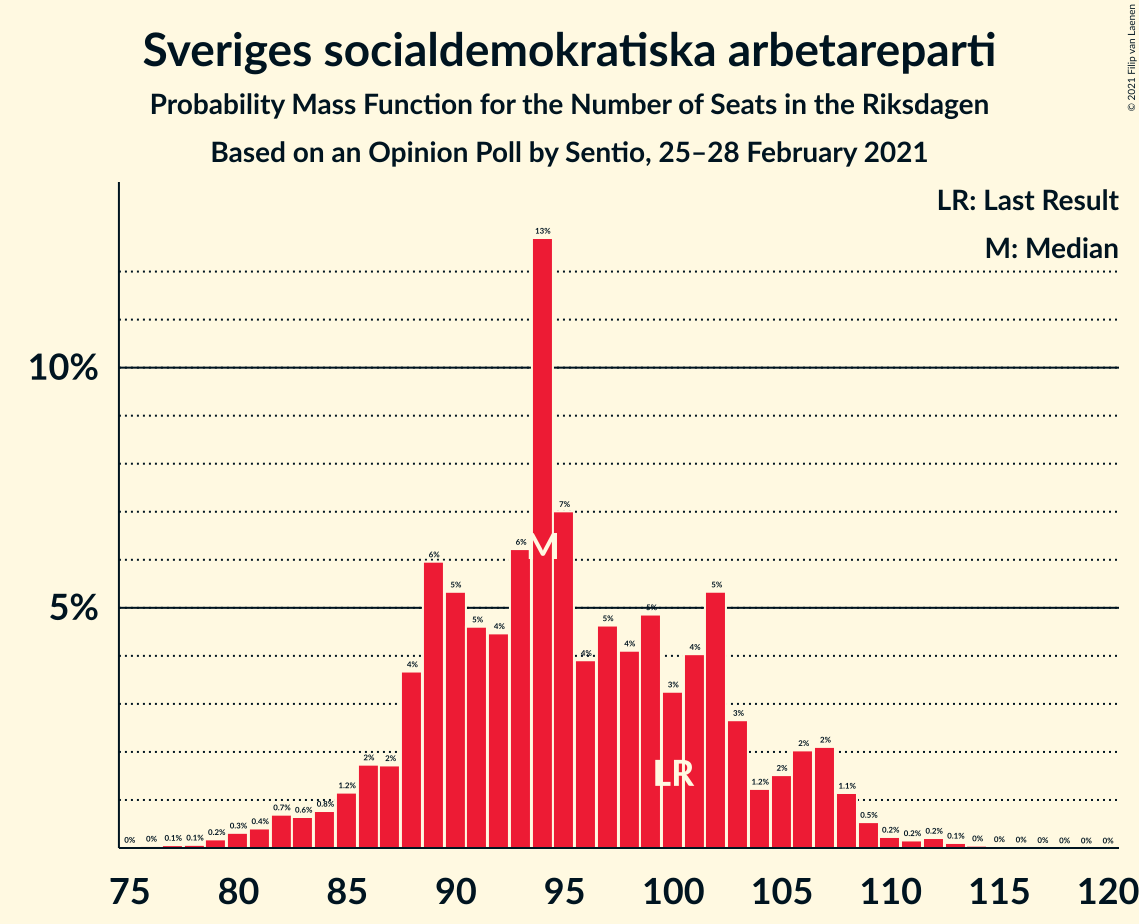 Sveriges socialdemokratiska arbetareparti
Probability Mass Function for the Number of Seats in the Riksdagen
Based on an Opinion Poll by Sentio, 25–28 February 2021
© 2021 Filip van Laenen
LR: Last Result
M: Median
10%
5%
0% 0% 0.1% 0.1% 0.2% 0.3% 0.4% 0.7% 0.6% 0.8% 1.2% 2% 2% 4% 6% 5% 5% 4% 6% 13% 7% 4% 5% 4% 5% 3% 4% 5% 3% 1.2% 2% 2% 2% 1.1% 0.5% 0.2% 0.2% 0.2% 0.1% 0% 0% 0% 0% 0% 0% 0%
M
LR
75 80 85 90 95 100 105 110 115 120